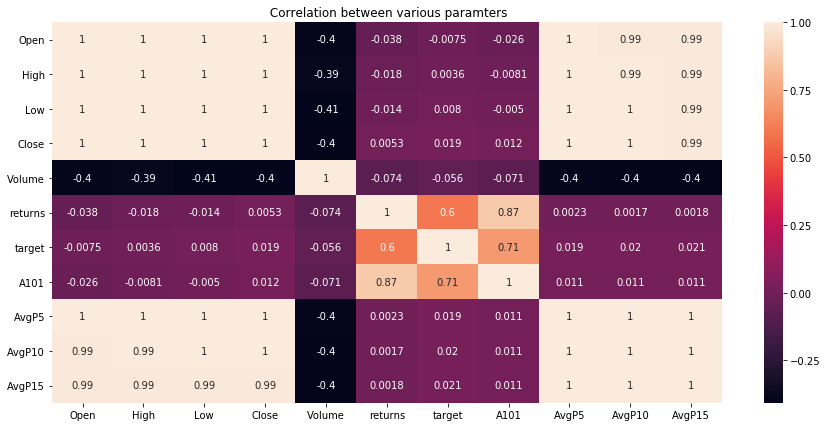 Correlation between various paramters
Open 1 1 1 1 -0.4 -0.038 -0.0075 -0.026 1 0.99 0.99
High 1 1 1 1 -0.39 -0.018 0.0036 -0.0081 1 0.99 0.99
Low 1 1 1 1 -0.41 -0.014 0.008 -0.005 1 1 0.99
Close 1 1 1 1 -0.4 0.0053 0.019 0.012 1 1 0.99
Volume -0.4 -0.39 -0.41 -0.4 1 -0.074 -0.056 -0.071 -0.4 -0.4 -0.4
returns -0.038 -0.018 -0.014 0.0053 -0.074 1 0.6 0.87 0.0023 0.0017 0.0018
target -0.0075 0.0036 0.008 0.019 -0.056 0.6 1 0.71 0.019 0.02 0.021
A101 -0.026 -0.0081 -0.005 0.012 -0.071 0.87 0.71 1 0.011 0.011 0.011
AvgP5 1 1 1 1 -0.4 0.0023 0.019 0.011 1 1 1
AvgP10 0.99 0.99 1 1 -0.4 0.0017 0.02 0.011 1 1 1
AvgP15 0.99 0.99 0.99 0.99 -0.4 0.0018 0.021 0.011 1 1 1
Open High Low Close Volume returns target A101 AvgP5 AvgP10 AvgP15
1.00
0.75
0.50
0.25
0.00
-0.25